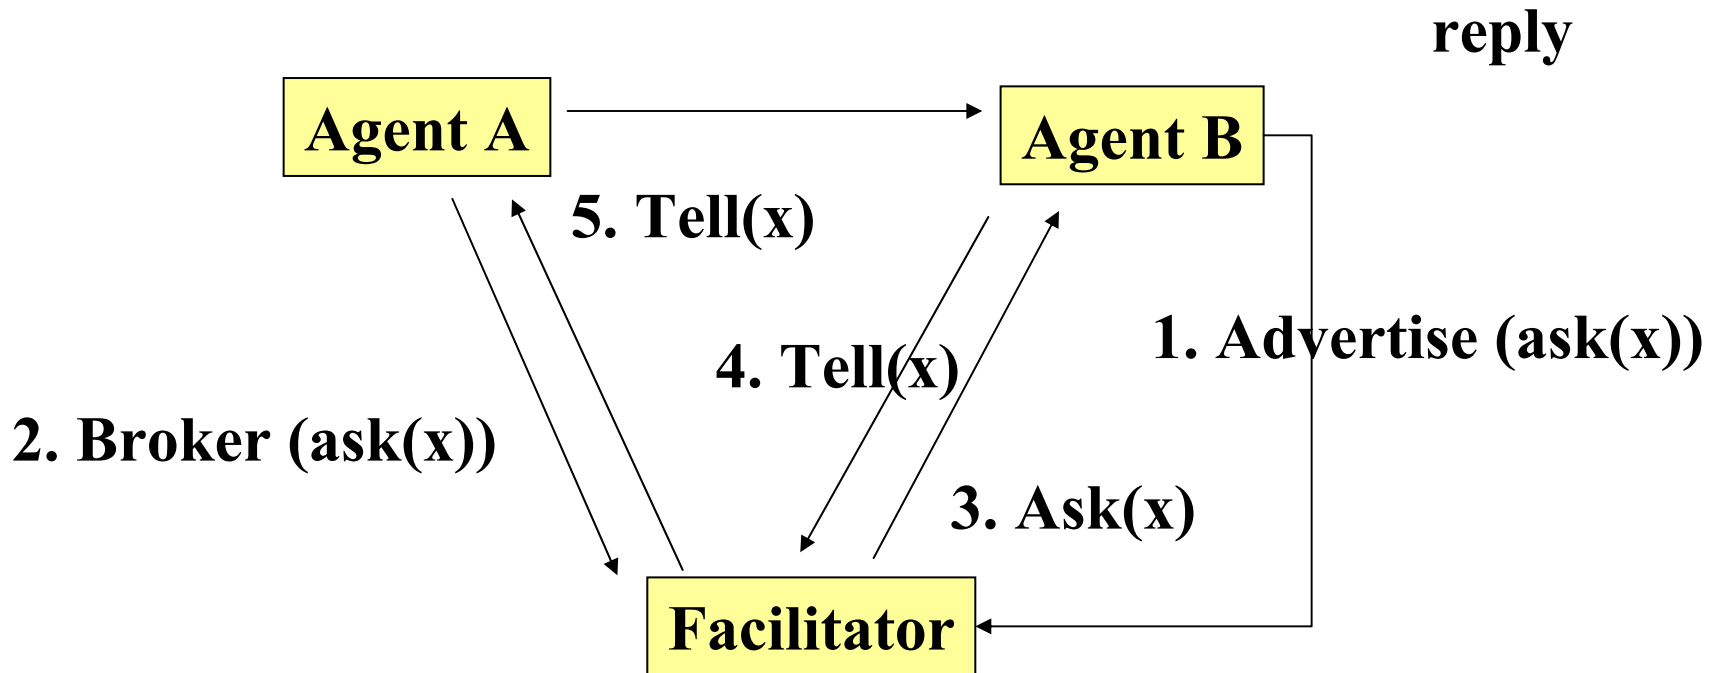 reply
Agent A
Agent B
5. Tell(x)
1. Advertise (ask(x))
4. Tell(x)
2. Broker (ask(x))
3. Ask(x)
Facilitator